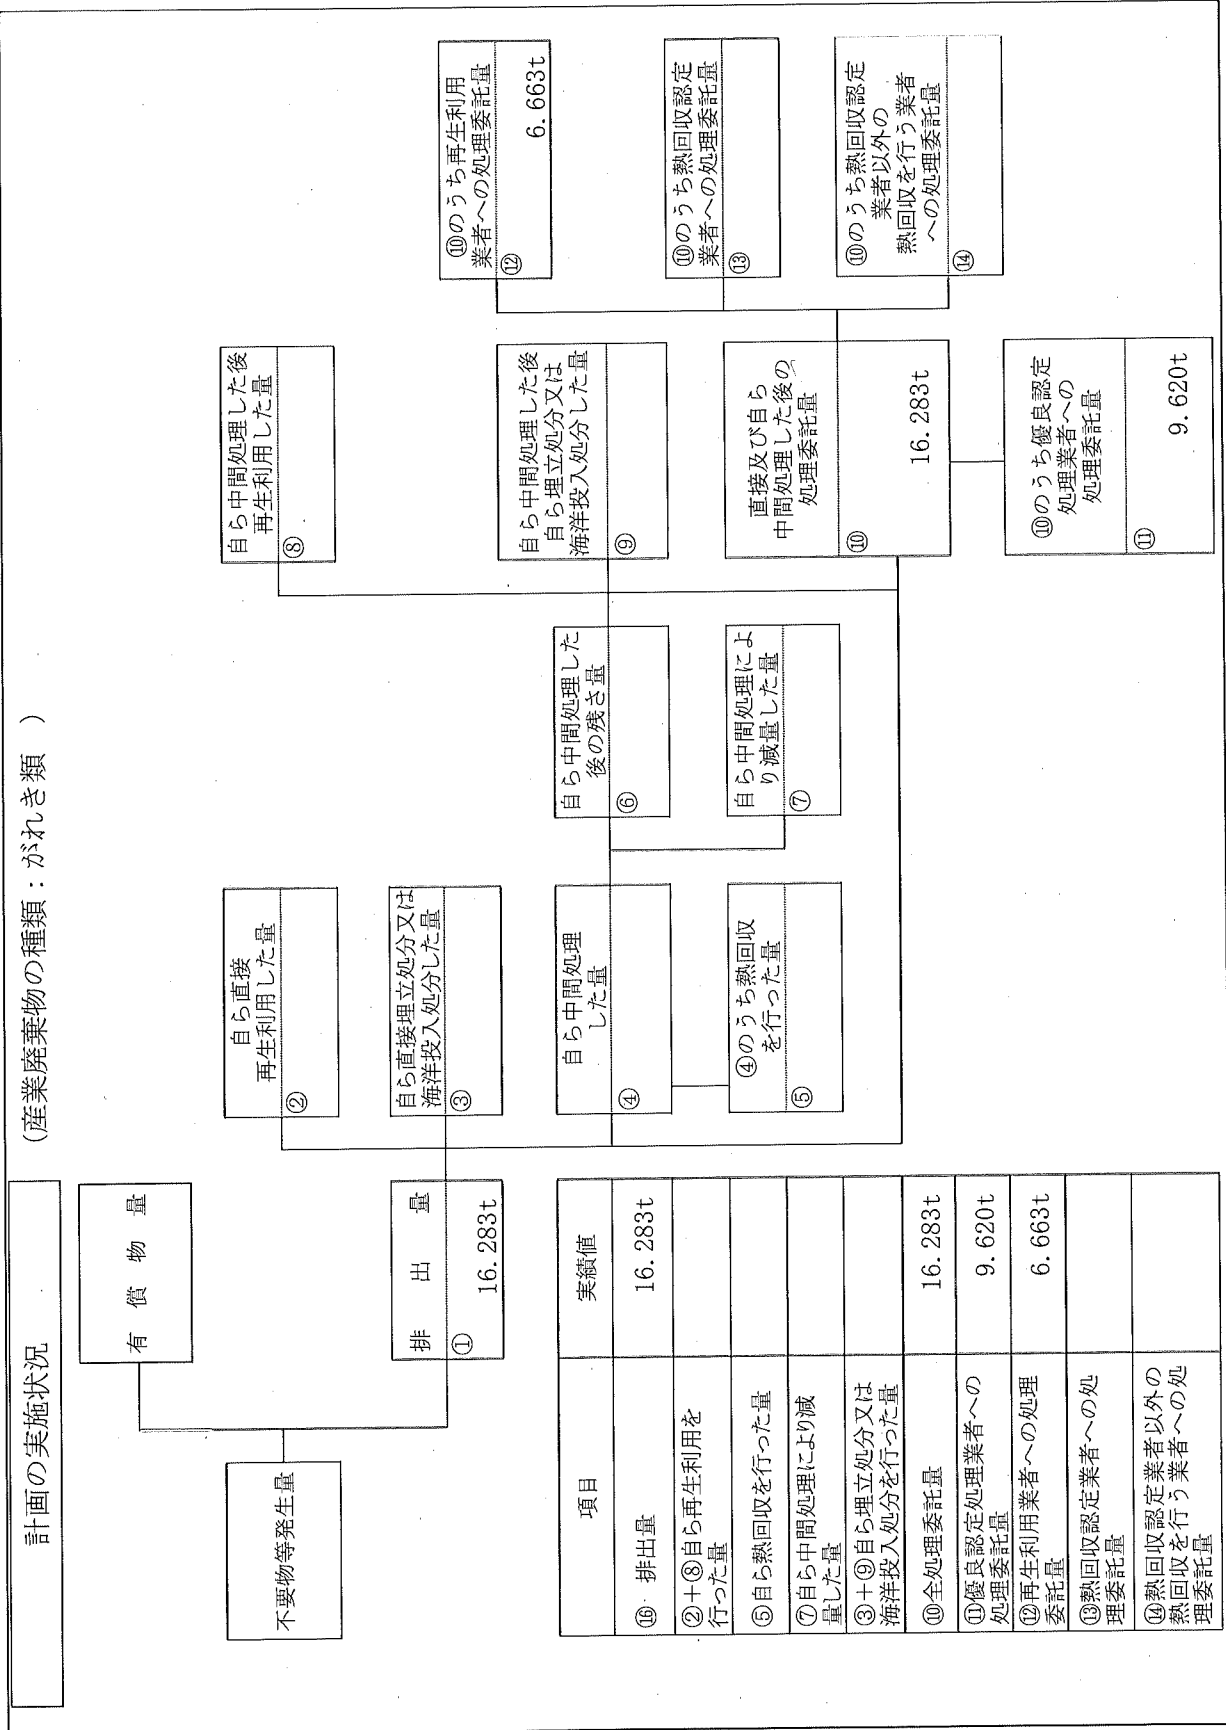 計画の実施状況
(産業廃棄物の種類：がれき類　)
有償物量
不要物等発生量
排出量
①
16.283t
自ら直接
再生利用した量
②
自ら直接埋立処分又は
海洋投入処分した量
③
自ら中間処理
した量
④
④のうち熱回収
を行った量
⑤
自ら中間処理した
後の残さ量
⑥
自ら中間処理によ
り減量した量
⑦
自ら中間処理した後
再生利用した量
⑧
自ら中間処理した後
自ら埋立処分又は
海洋投入処分した量
⑨
直接及び自ら
中間処理した後の
処理委託量
⑩
16.283t
⑩のうち優良認定
処理業者への
処理委託量
⑪
9.620t
⑩のうち再生利用
業者への処理委託量
⑫
6.663t
⑩のうち熱回収認定
業者への処理委託量
⑬
⑩のうち熱回収認定
業者以外の
熱回収を行う業者
への処理委託量
⑭
項目　実績値
⑯ 排出量　16.283t
②＋⑧自ら再生利用を
行った量
⑤自ら熱回収を行った量
⑦自ら中間処理により減
量した量
③＋⑨自ら埋立処分又は
海洋投入処分を行った量
⑩全処理委託量　16.283t
⑪優良認定処理業者への
処理委託量　9.620t
⑫再生利用業者への処理
委託量　6.663t
⑬熱回収認定業者への処
理委託量
⑭熱回収認定業者以外の
熱回収を行う業者への処
理委託量